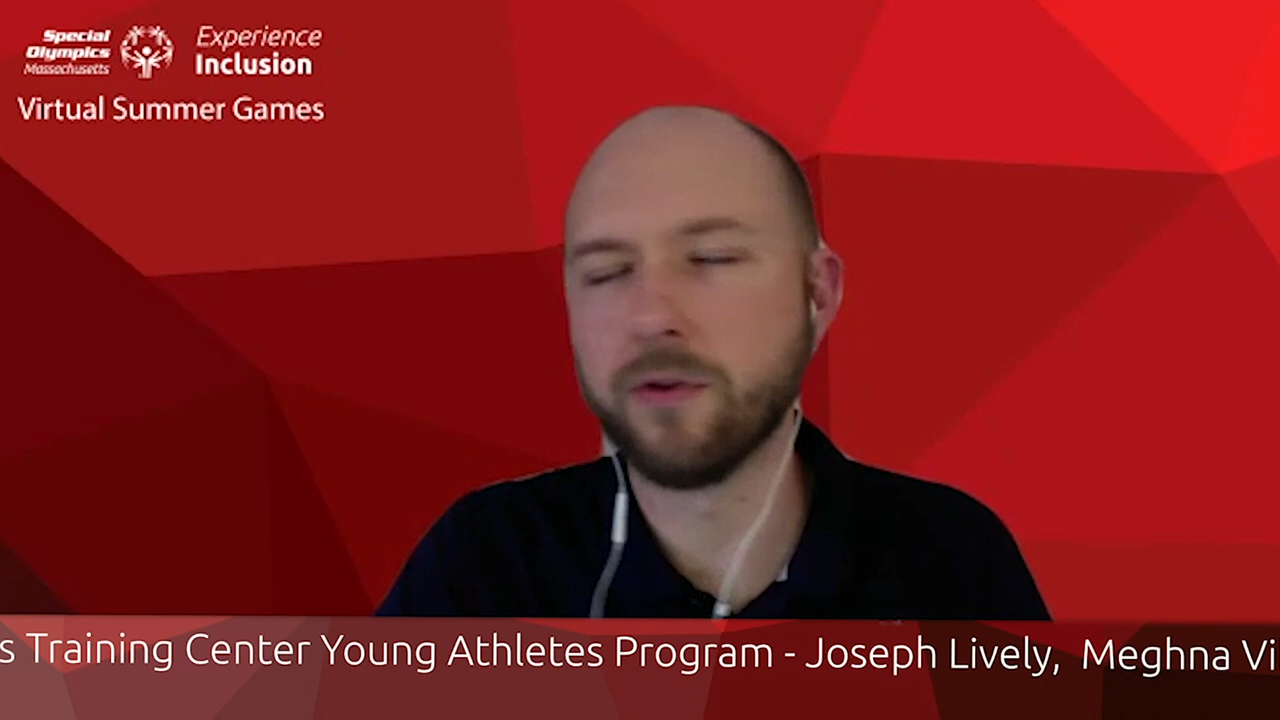 Special
Olympics
Massachusetts
Experience
Inclusion
Virtual Summer Games
s Training Center Young Athletes Program - Joseph Lively, Meghna Vi